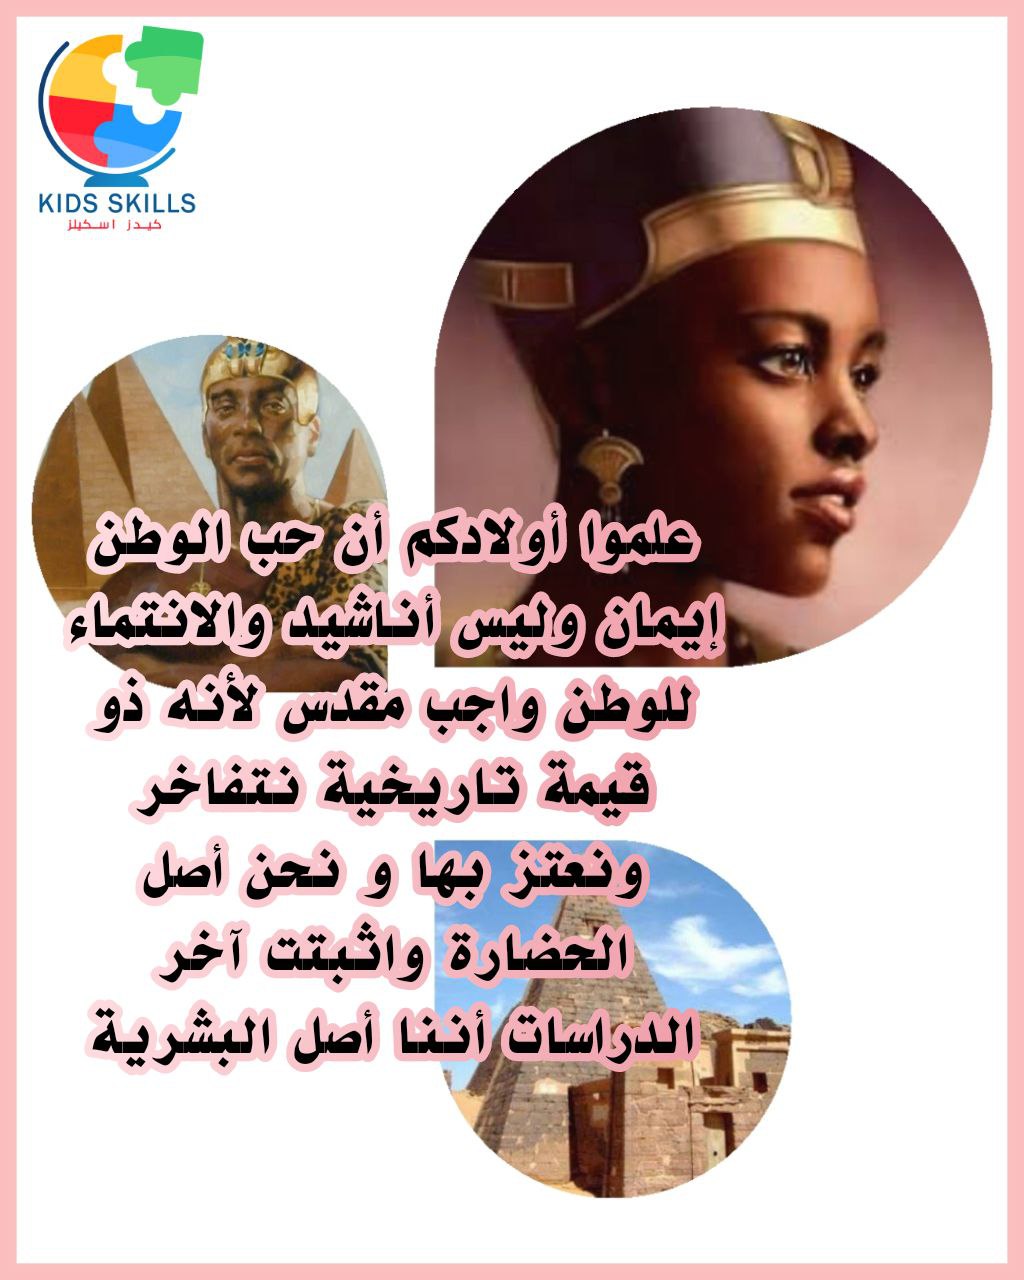 KIDS SKILLS
كيدز اسكيلز
علموا أولادكم أن حب الوطن
إيمان وليس أناشيد والانتماء
للوطن واجب مقدس لأنه ذو
قيمة تاريخية نتفاخر
ونعتز بها و نحن أصل
الحضارة واثبتت آخر
الدراسات أننا أصل البشرية